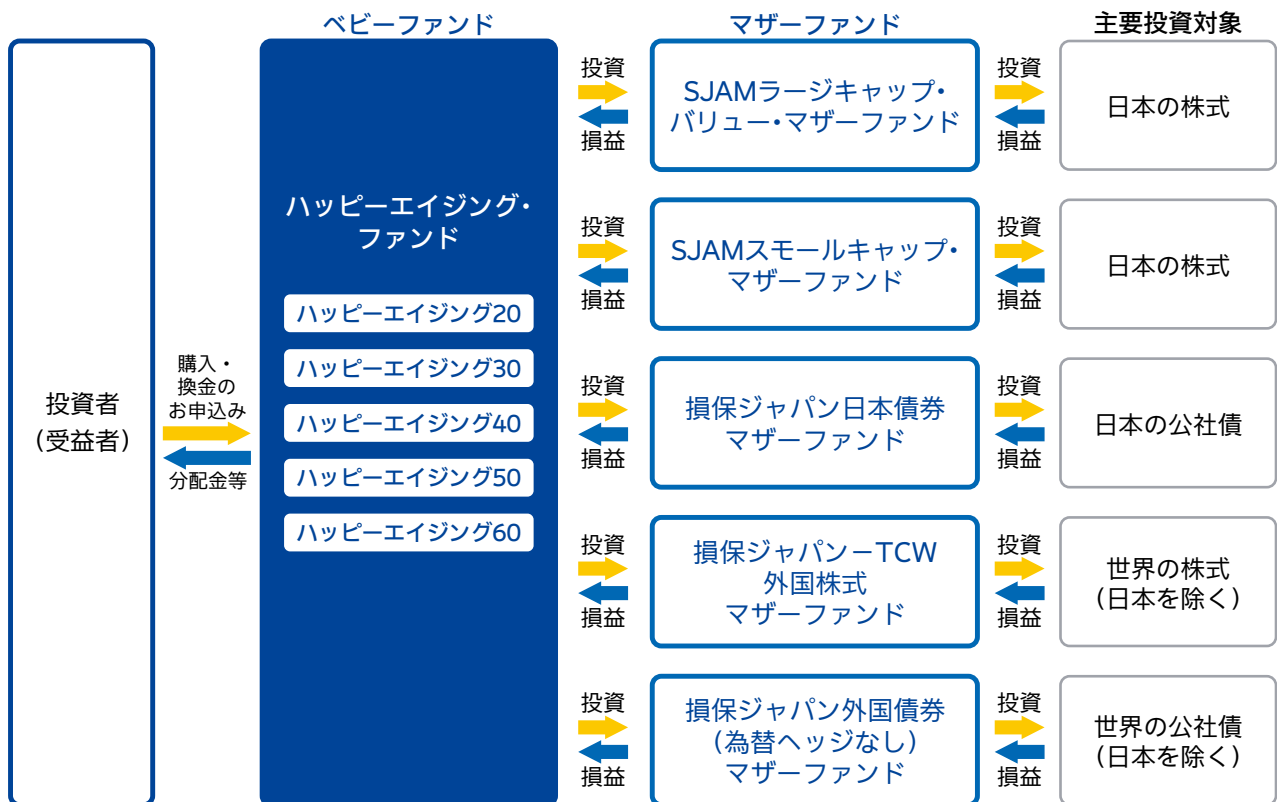 ベビーファンド
マザーファンド
主要投資対象
投資者
（受益者）
購入・
換金の
お申込み
分配金等
ハッピーエイジング・
ファンド
ハッピーエイジング20
ハッピーエイジング30
ハッピーエイジング40
ハッピーエイジング50
ハッピーエイジング60
投資
損益
SJAMラージキャップ・
バリュー・マザーファンド
投資
損益
日本の株式
投資
損益
SJAMスモールキャップ・
マザーファンド
投資
損益
日本の株式
投資
損益
損保ジャパン日本債券
マザーファンド
投資
損益
日本の公社債
投資
損益
損保ジャパン－TCW
外国株式
マザーファンド
投資
損益
世界の株式
（日本を除く）
投資
損益
損保ジャパン外国債券
（為替ヘッジなし）
マザーファンド
投資
損益
世界の公社債
（日本を除く）